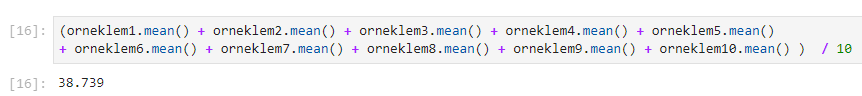 [16]: (orneklem1.mean() + orneklem2.mean() + orneklem3.mean() + orneklem4.mean() + orneklem5.mean()
+ orneklem6.mean() + orneklem7.mean() + orneklem8.mean() + orneklem9.mean() + orneklem10.mean() ) / 10
[16]: 38.739